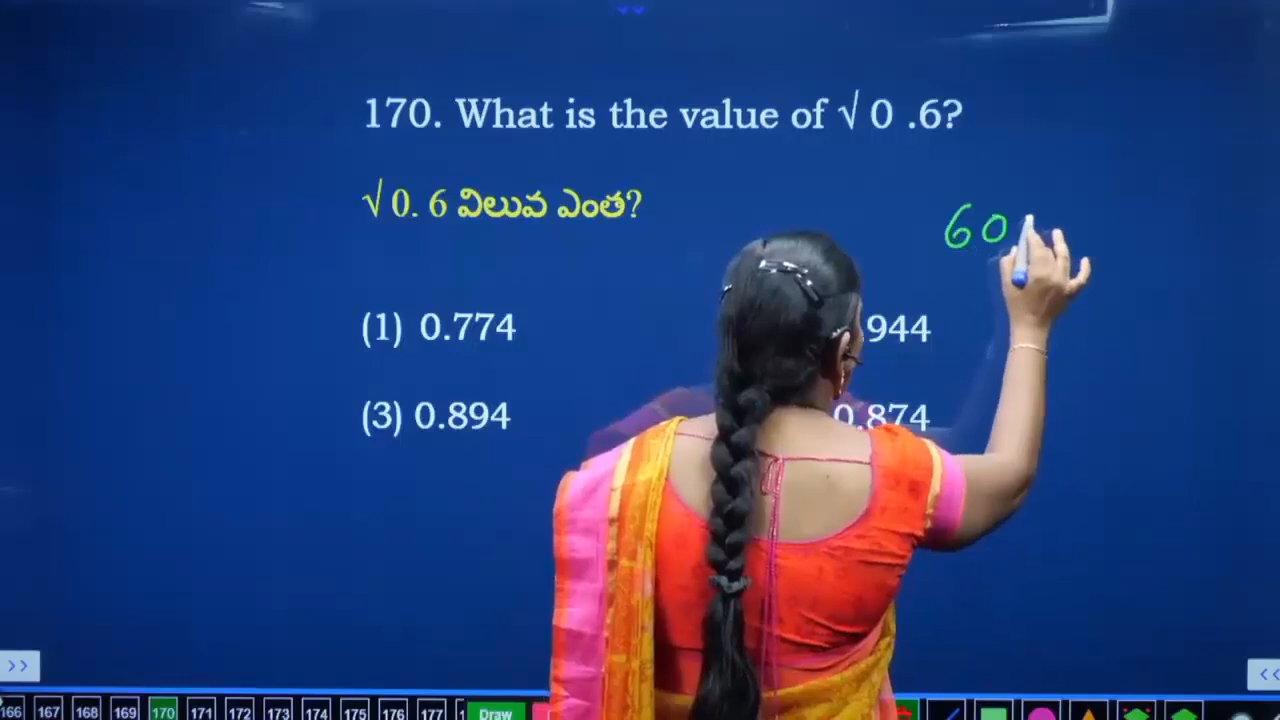 170. What is the value of √ 0 .6?
√ 0. 6 విలువ ఎంత?
60
(1) 0.774 .944
(3) 0.894 0.874
>> <<
166 167 168 169 170 171 172 173 174 175 176 177 Draw